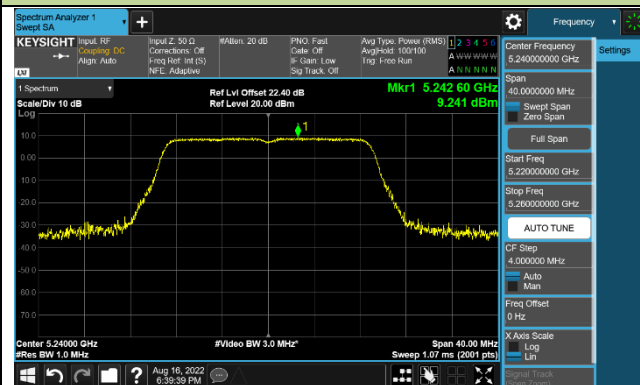 Spectrum Analyzer 1
Swept SA
Frequency
KEYSIGHT
Input: RF
Coupling: DC
Align: Auto
Input Z: 50 Ω
Corrections: Off
Freq Ref: Int (S)
NFE: Adaptive
#Atten: 20 dB
PNO: Fast
Gate: Off
IF Gain: Low
Sig Track: Off
Avg Type: Power (RMS)
Avg|Hold: 100/100
Trig: Free Run
1 2 3 4 5 6
A W W W W W
A N N N N N
LXI
1 Spectrum
Scale/Div 10 dB
Ref Lvl Offset 22.40 dB
Ref Level 20.00 dBm
Mkr1 5.242 60 GHz
9.241 dBm
Log
1
10.0
0.00
10.0
20.0
30.0
40.0
-50.0
60.0
70.0
Center 5.24000 GHz
#Res BW 1.0 MHz
#Video BW 3.0 MHz*
Span 40.00 MHz
Sweep 1.07 ms (2001 pts)
Center Frequency
5.240000000 GHz
Settings
Span
40.0000000 MHz
Swept Span
Zero Span
Full Span
Start Freq
5.220000000 GHz
Stop Freq
5.260000000 GHz
AUTO TUNE
CF Step
4.000000 MHz
Auto
Man
Freq Offset
0 Hz
X Axis Scale
Log
Lin
Signal Track
(Span Zoom)
Aug 16, 2022
6:39:39 PM